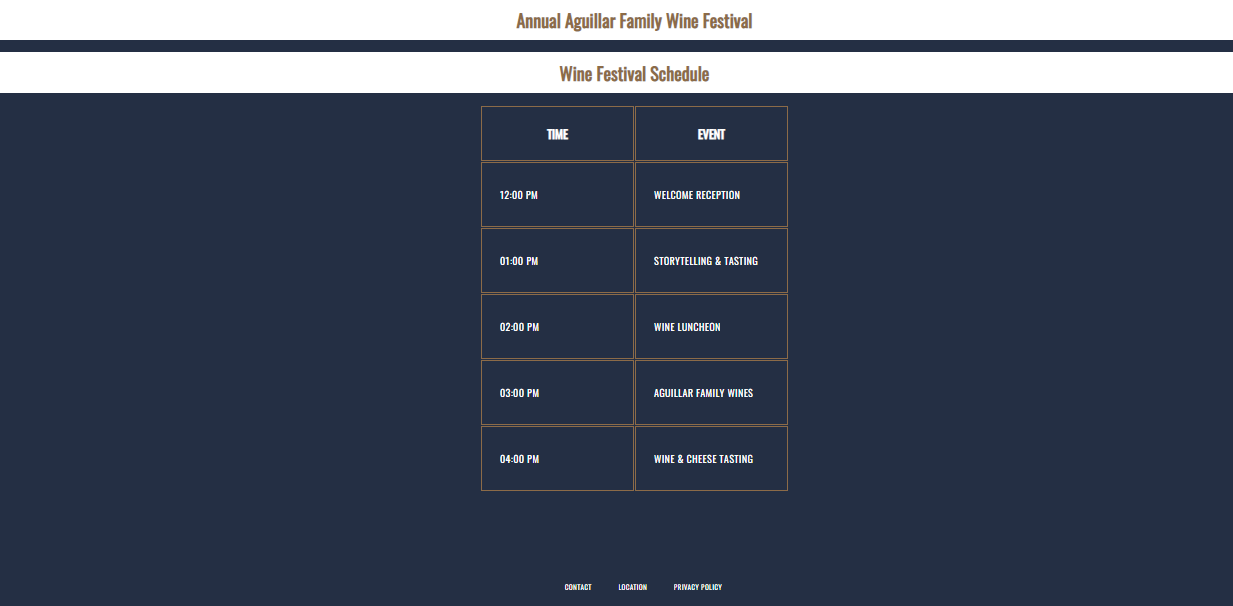 Annual Aguillar Family Wine Festival
Wine Festival Schedule
TIME EVENT
12:00 PM WELCOME RECEPTION
01:00 PM STORYTELLING & TASTING
02:00 PM WINE LUNCHEON
03:00 PM AGUILLAR FAMILY WINES
04:00 PM WINE & CHEESE TASTING
CONTACT LOCATION PRIVACY POLICY